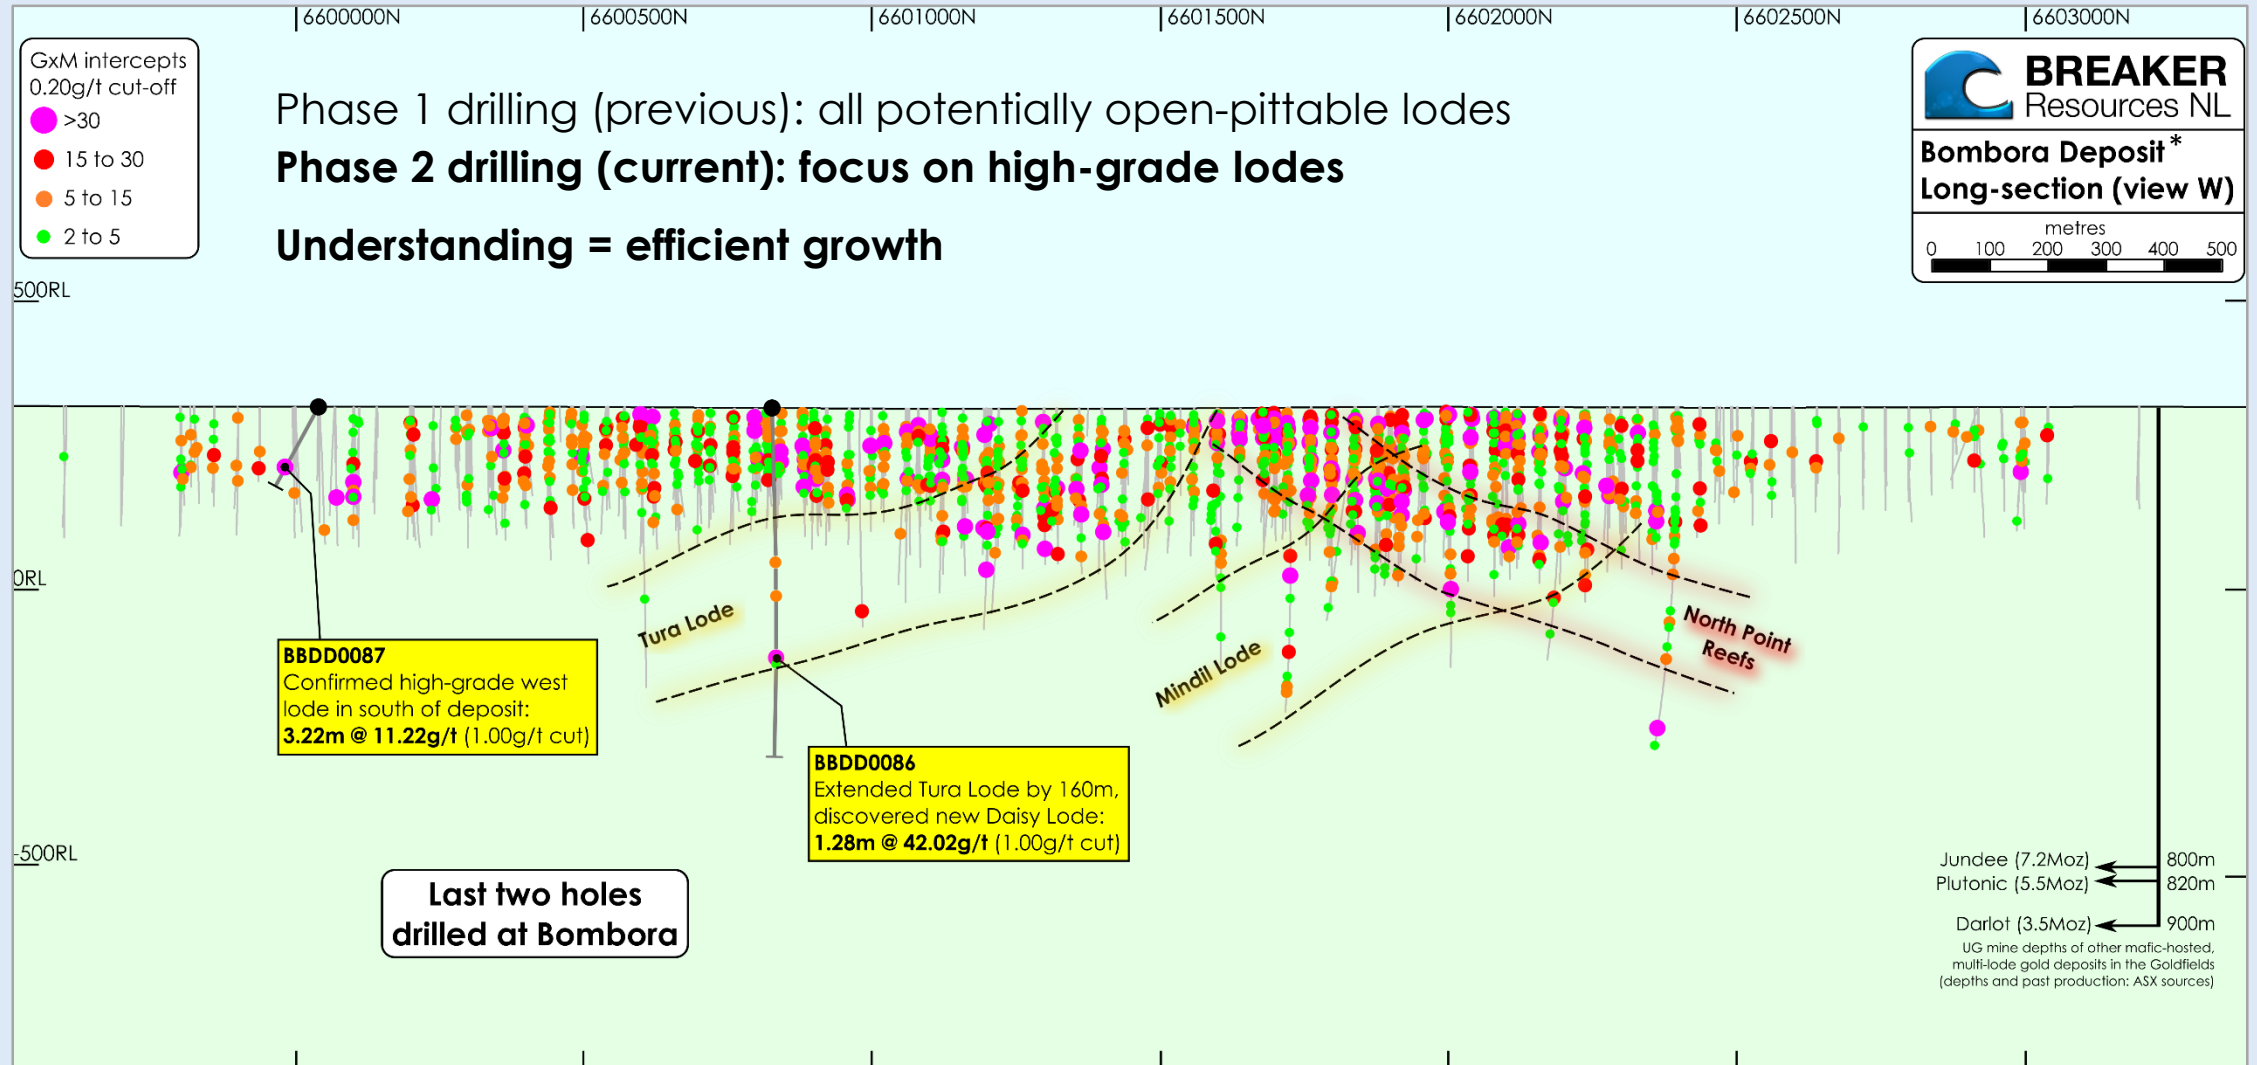 6600000N 6600500N 6601000N 6601500N 6602000N 6602500N 6603000N
GxM intercepts
0.20g/t cut-off
>30
15 to 30
5 to 15
2 to 5
Phase 1 drilling (previous): all potentially open-pittable lodes
Phase 2 drilling (current): focus on high-grade lodes
Understanding = efficient growth
BREAKER
Resources NL
Bombora Deposit*
Long-section (view W)
metres
0 100 200 300 400 500
500RL
0RL
-500RL
Tura Lode
Mindil Lode
North Point
Reefs
BBDD0087
Confirmed high-grade west
lode in south of deposit:
3.22m @ 11.22g/t (1.00g/t cut)
BBDD0086
Extended Tura Lode by 160m,
discovered new Daisy Lode:
1.28m @ 42.02g/t (1.00g/t cut)
Last two holes
drilled at Bombora
Jundee (7.2Moz) 800m
Plutonic (5.5Moz) 820m
Darlot (3.5Moz) 900m
UG mine depths of other mafic-hosted,
multi-lode gold deposits in the Goldfields
(depths and past production: ASX sources)